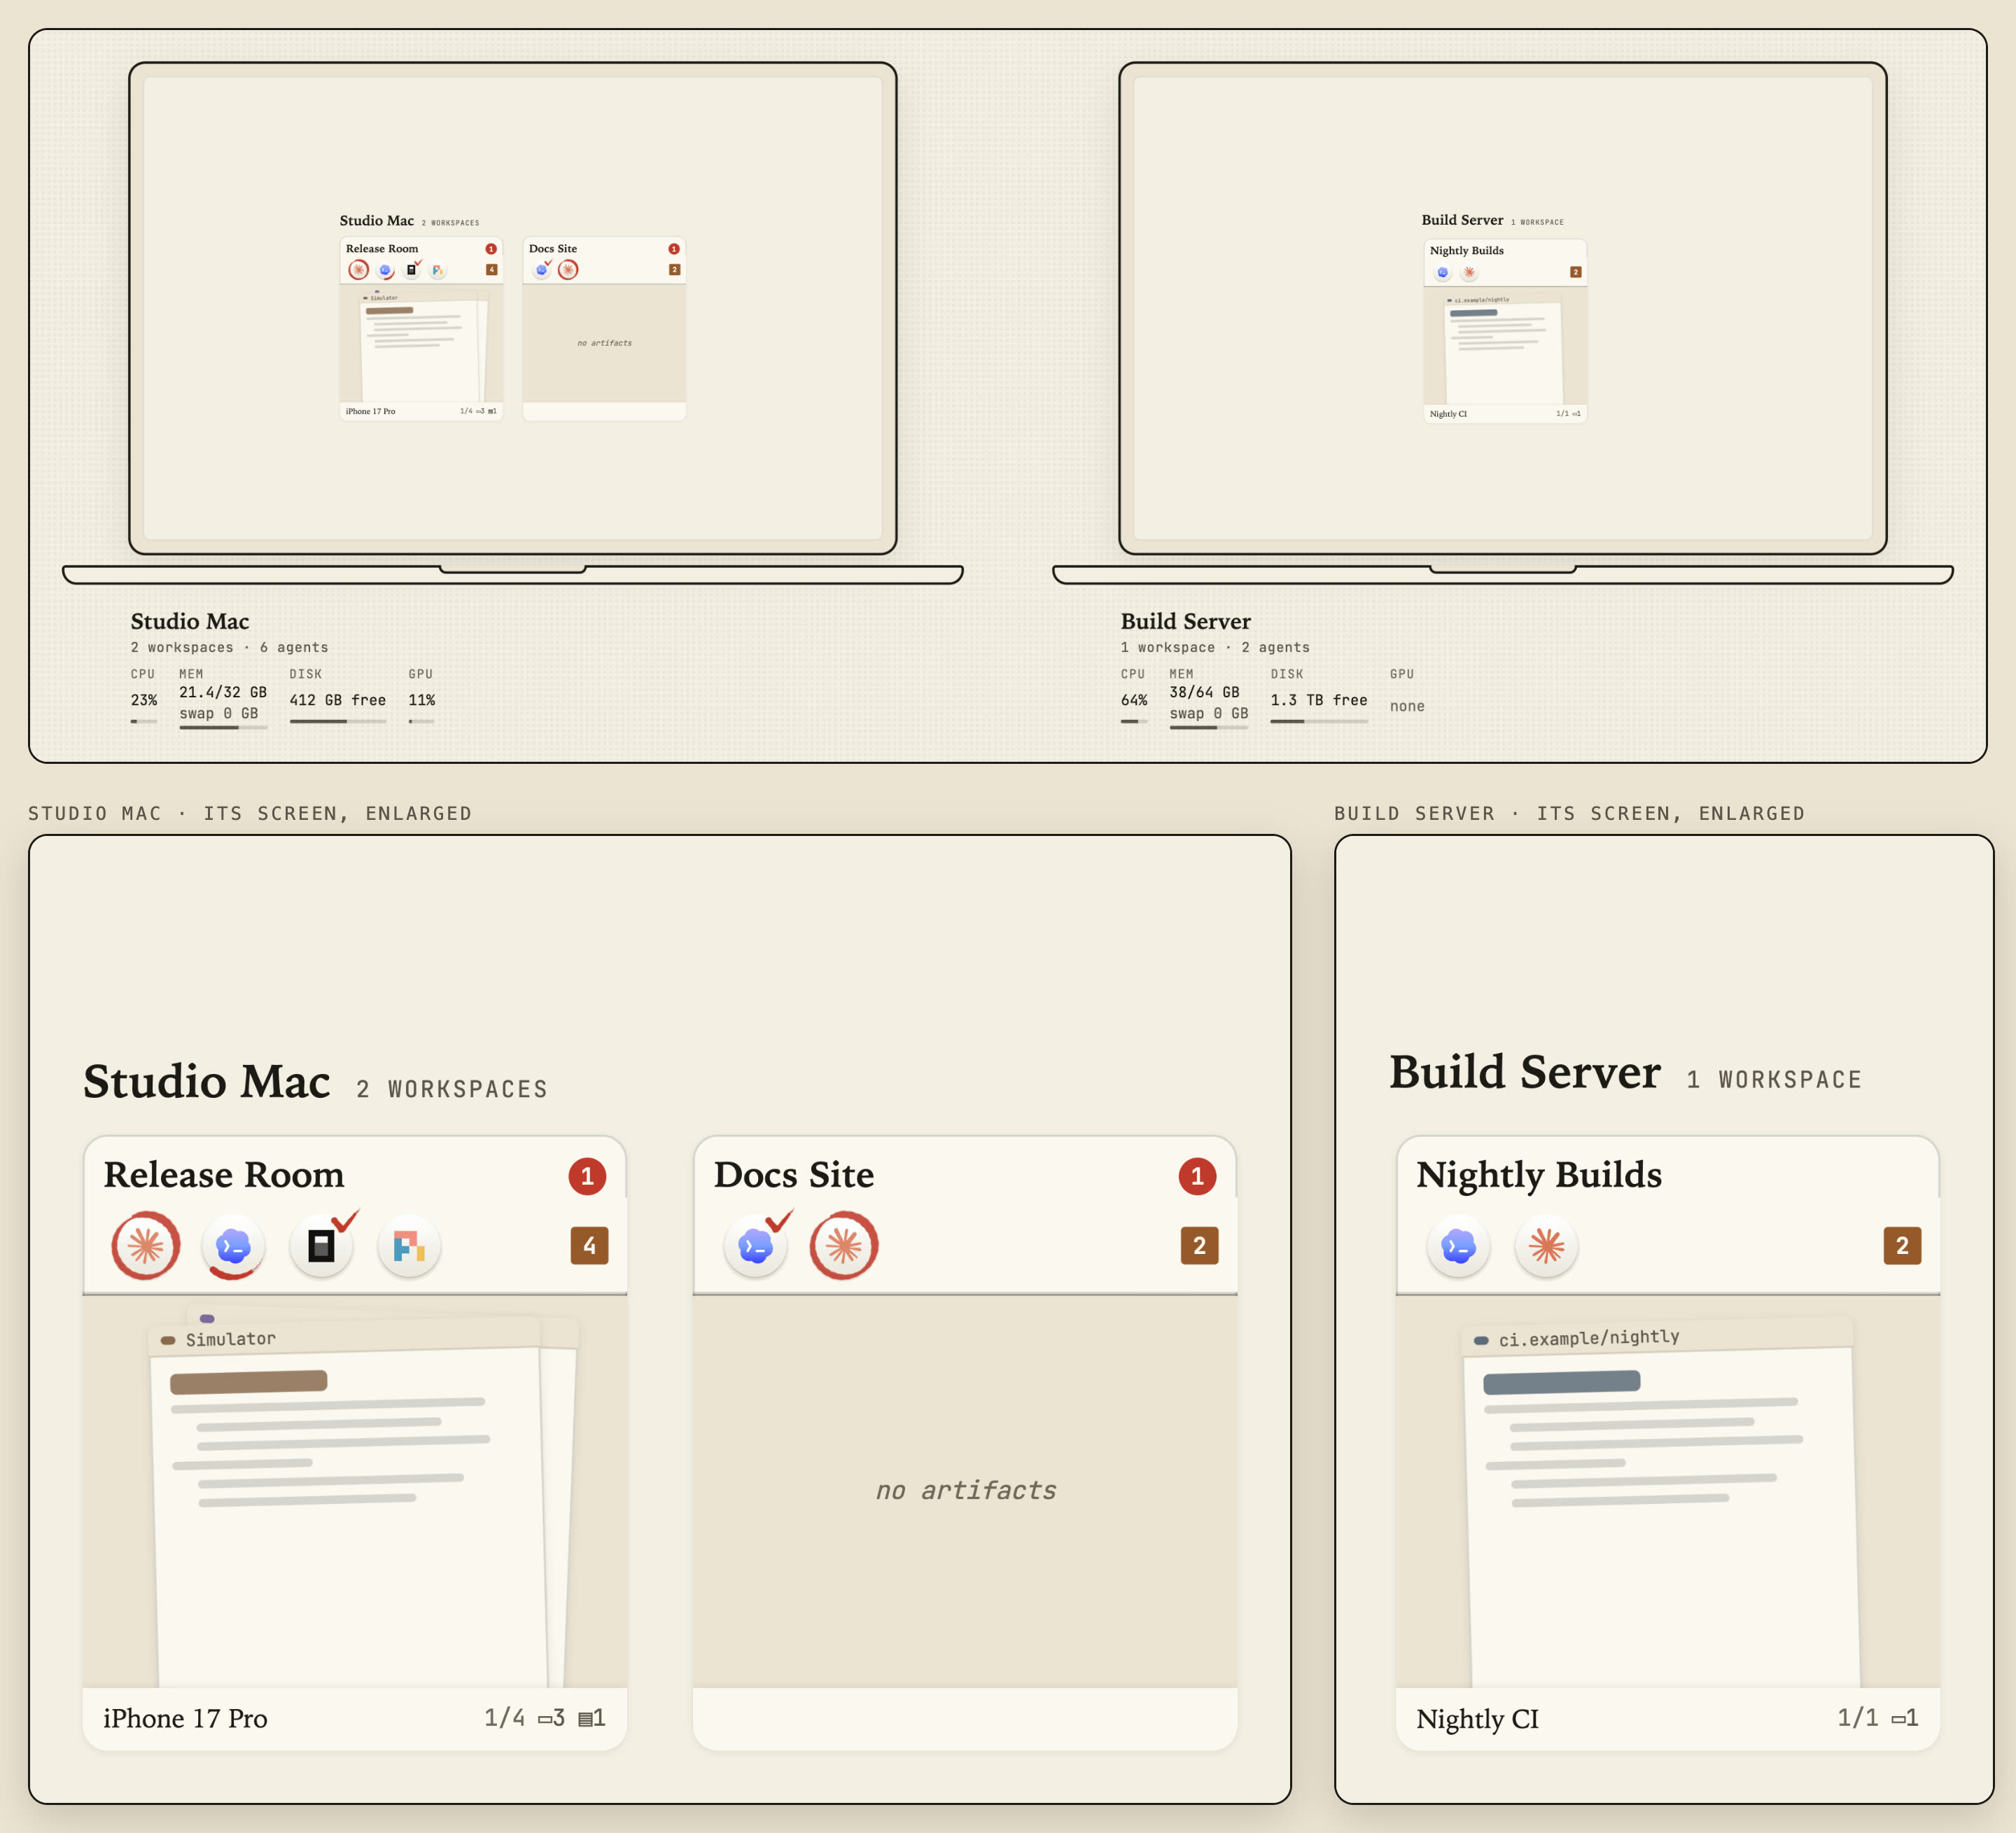 Studio Mac 2 WORKSPACES
Release Room 1
4
Simulator
iPhone 17 Pro 1/4 ▭3 ▤1
Docs Site 1
2
no artifacts
Build Server 1 WORKSPACE
Nightly Builds
2
ci.example/nightly
Nightly CI 1/1 ▭1
Studio Mac
2 workspaces · 6 agents
CPU MEM DISK GPU
23% 21.4/32 GB 412 GB free 11%
swap 0 GB
Build Server
1 workspace · 2 agents
CPU MEM DISK GPU
64% 38/64 GB 1.3 TB free none
swap 0 GB
STUDIO MAC · ITS SCREEN, ENLARGED
Studio Mac 2 WORKSPACES
Release Room 1
4
Simulator
iPhone 17 Pro 1/4 ▭3 ▤1
Docs Site 1
2
no artifacts
BUILD SERVER · ITS SCREEN, ENLARGED
Build Server 1 WORKSPACE
Nightly Builds
2
ci.example/nightly
Nightly CI 1/1 ▭1